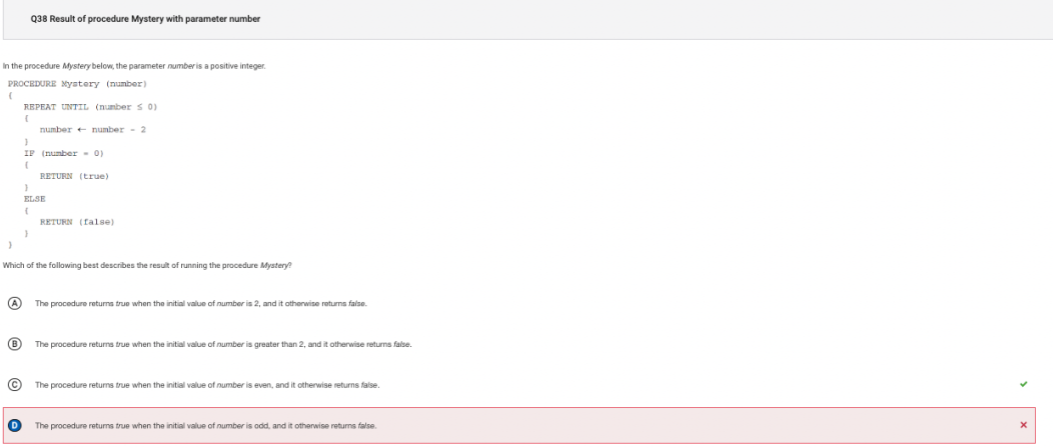 Q38 Result of procedure Mystery with parameter number
In the procedure Mystery below, the parameter number is a positive integer.
PROCEDURE Mystery (number)
{
REPEAT UNTIL (number ≤ 0)
{
number ← number - 2
}
IF (number = 0)
{
RETURN (true)
}
ELSE
{
RETURN (false)
}
}
Which of the following best describes the result of running the procedure Mystery?
A The procedure returns true when the initial value of number is 2, and it otherwise returns false.
B The procedure returns true when the initial value of number is greater than 2, and it otherwise returns false.
C The procedure returns true when the initial value of number is even, and it otherwise returns false.
D The procedure returns true when the initial value of number is odd, and it otherwise returns false.